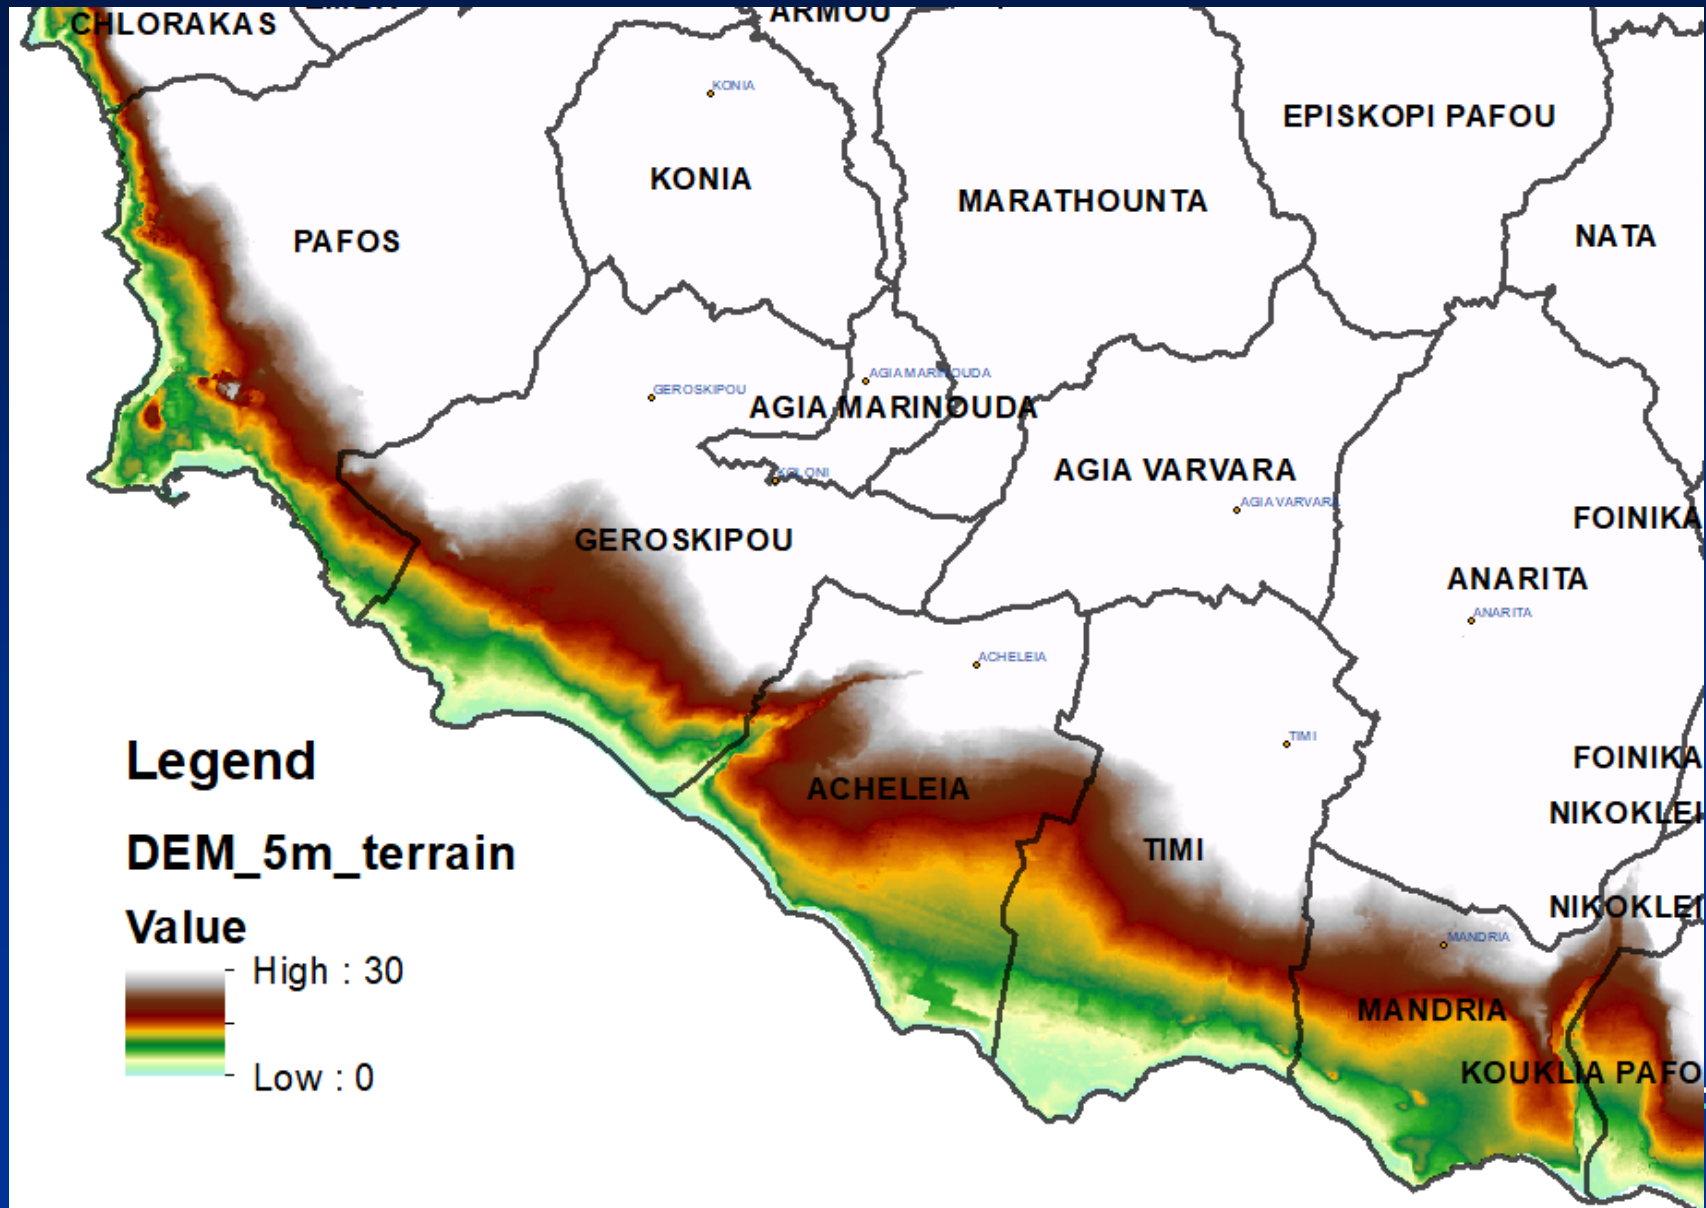 CHLORAKAS
ARMOU
KONIA
EPISKOPI PAFOU
KONIA
MARATHOUNTA
PAFOS
NATA
AGIA MARINOUDA
GEROSKIPOU
AGIA MARINOUDA
AGIA VARVARA
KOLONI
AGIA VARVARA
FOINIKA
GEROSKIPOU
ANARITA
ANARITA
ACHELEIA
TIMI
Legend
FOINIKA
ACHELEIA
NIKOKLEI
DEM_5m_terrain
TIMI
NIKOKLEI
Value
MANDRIA
High : 30
MANDRIA
Low : 0
KOUKLIA PAFO